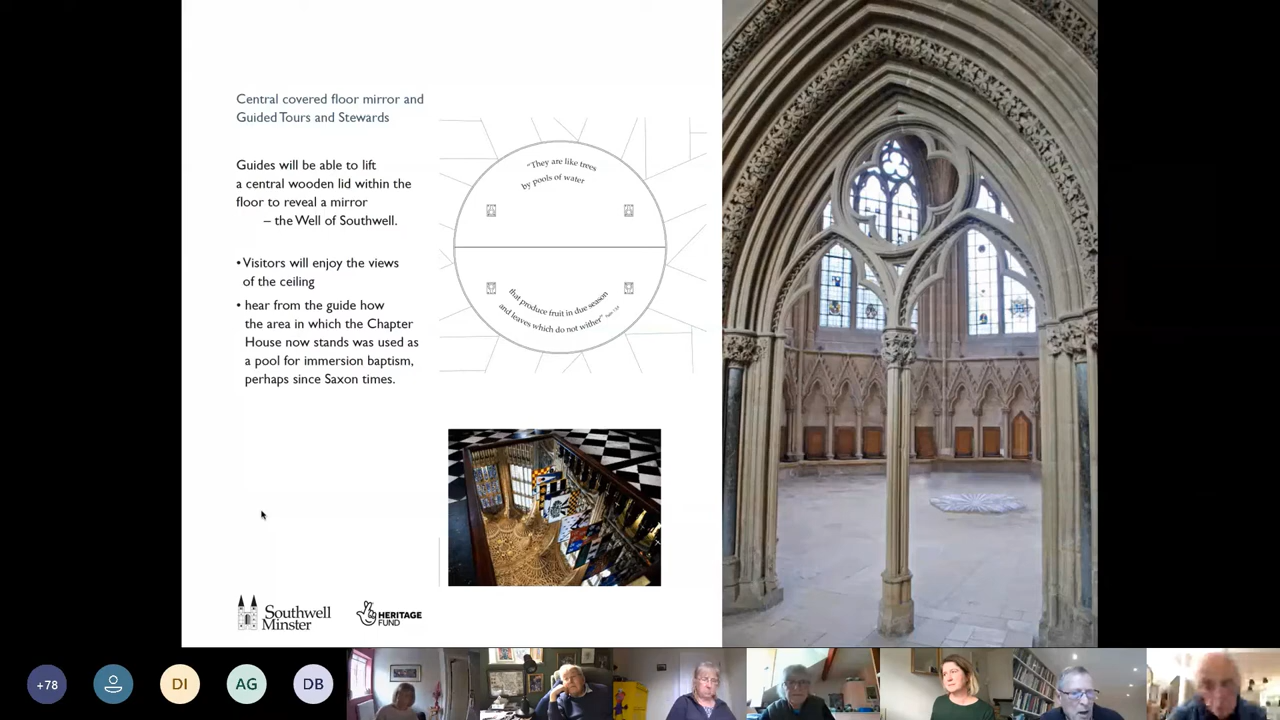 Central covered floor mirror and
Guided Tours and Stewards
Guides will be able to lift
a central wooden lid within the
floor to reveal a mirror
– the Well of Southwell.
• Visitors will enjoy the views
of the ceiling
• hear from the guide how
the area in which the Chapter
House now stands was used as
a pool for immersion baptism,
perhaps since Saxon times.
"They are like trees
by pools of water
that produce fruit in due season
and leaves which do not wither"
Southwell
Minster
HERITAGE
FUND
+78
DI
AG
DB